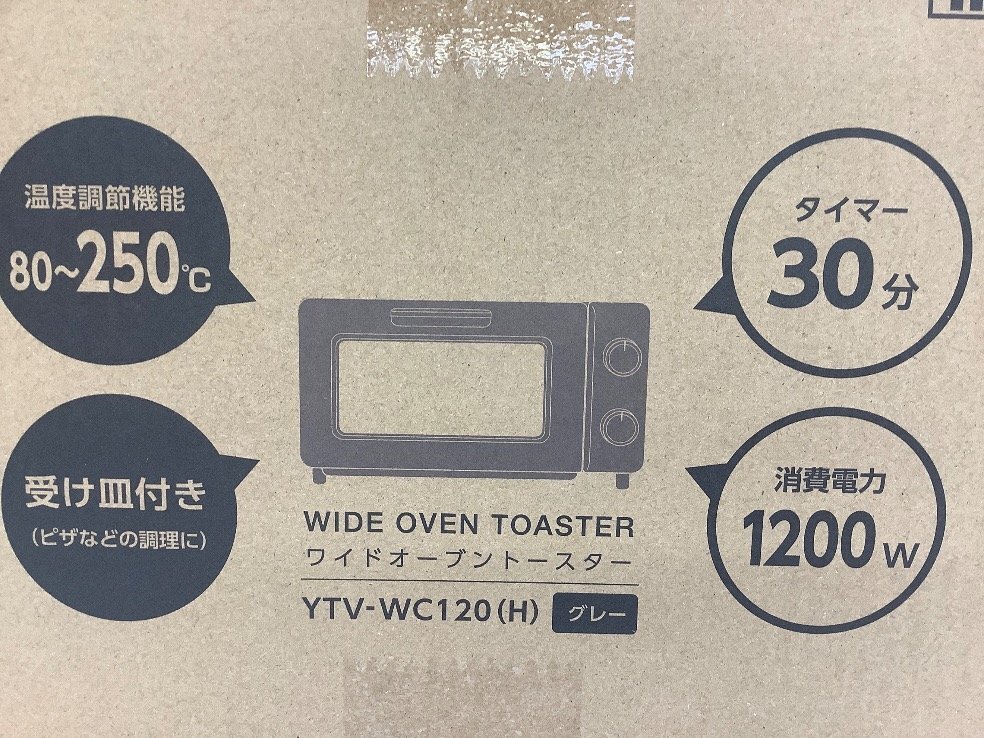 温度調節機能
80~250℃
タイマー
30分
受け皿付き
(ピザなどの調理に)
消費電力
1200W
WIDE OVEN TOASTER
ワイドオーブントースター
YTV-WC120(H) グレー